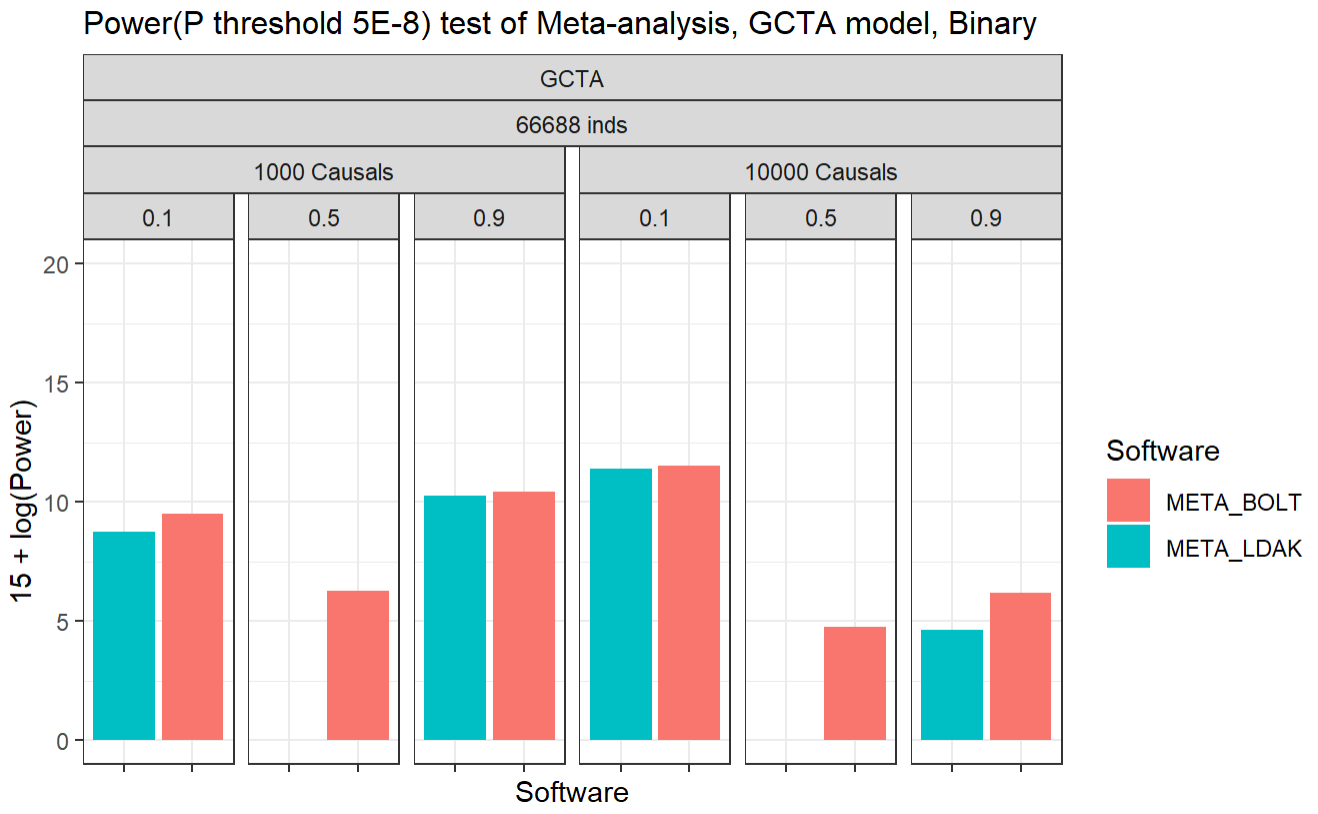 Power(P threshold 5E-8) test of Meta-analysis, GCTA model, Binary
GCTA
66688 inds
1000 Causals
10000 Causals
0.1
0.5
0.9
0.1
0.5
0.9
20
15
10
5
0
15 + log(Power)
Software
Software
META_BOLT
META_LDAK